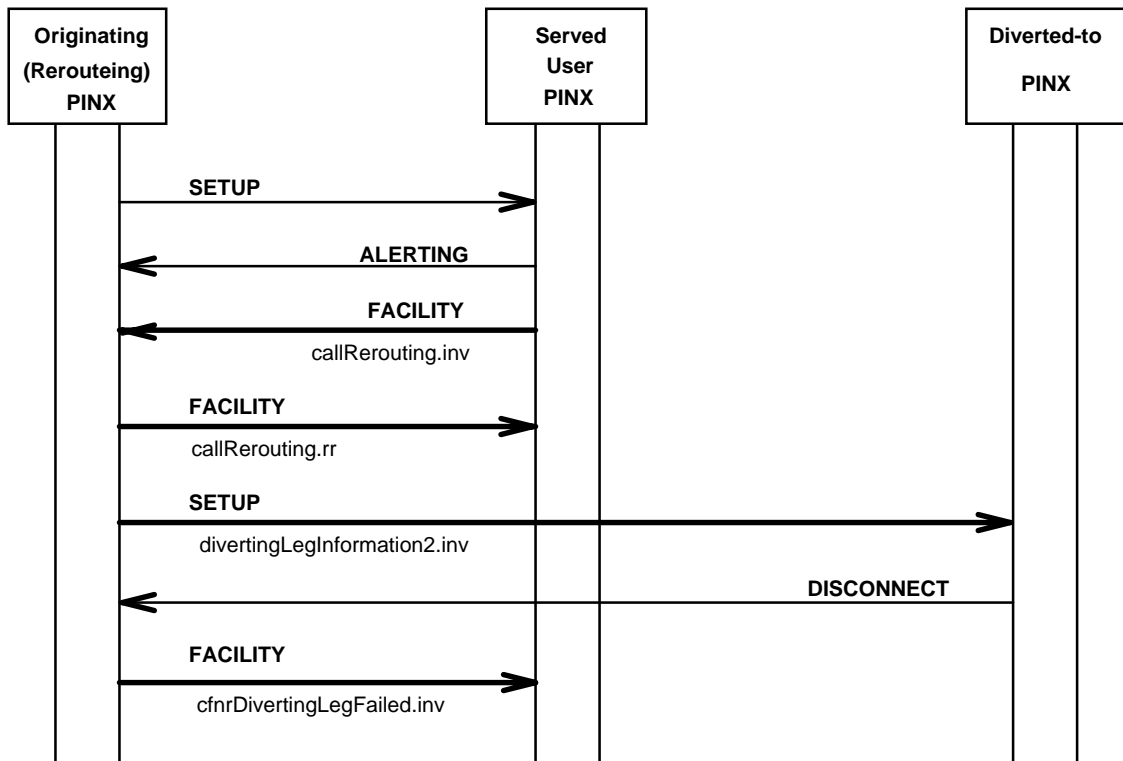 Originating
(Rerouteing)
PINX
Served
User
PINX
Diverted-to
PINX
SETUP
ALERTING
FACILITY
callRerouting.inv
FACILITY
callRerouting.rr
SETUP
divertingLegInformation2.inv
DISCONNECT
FACILITY
cfnrDivertingLegFailed.inv